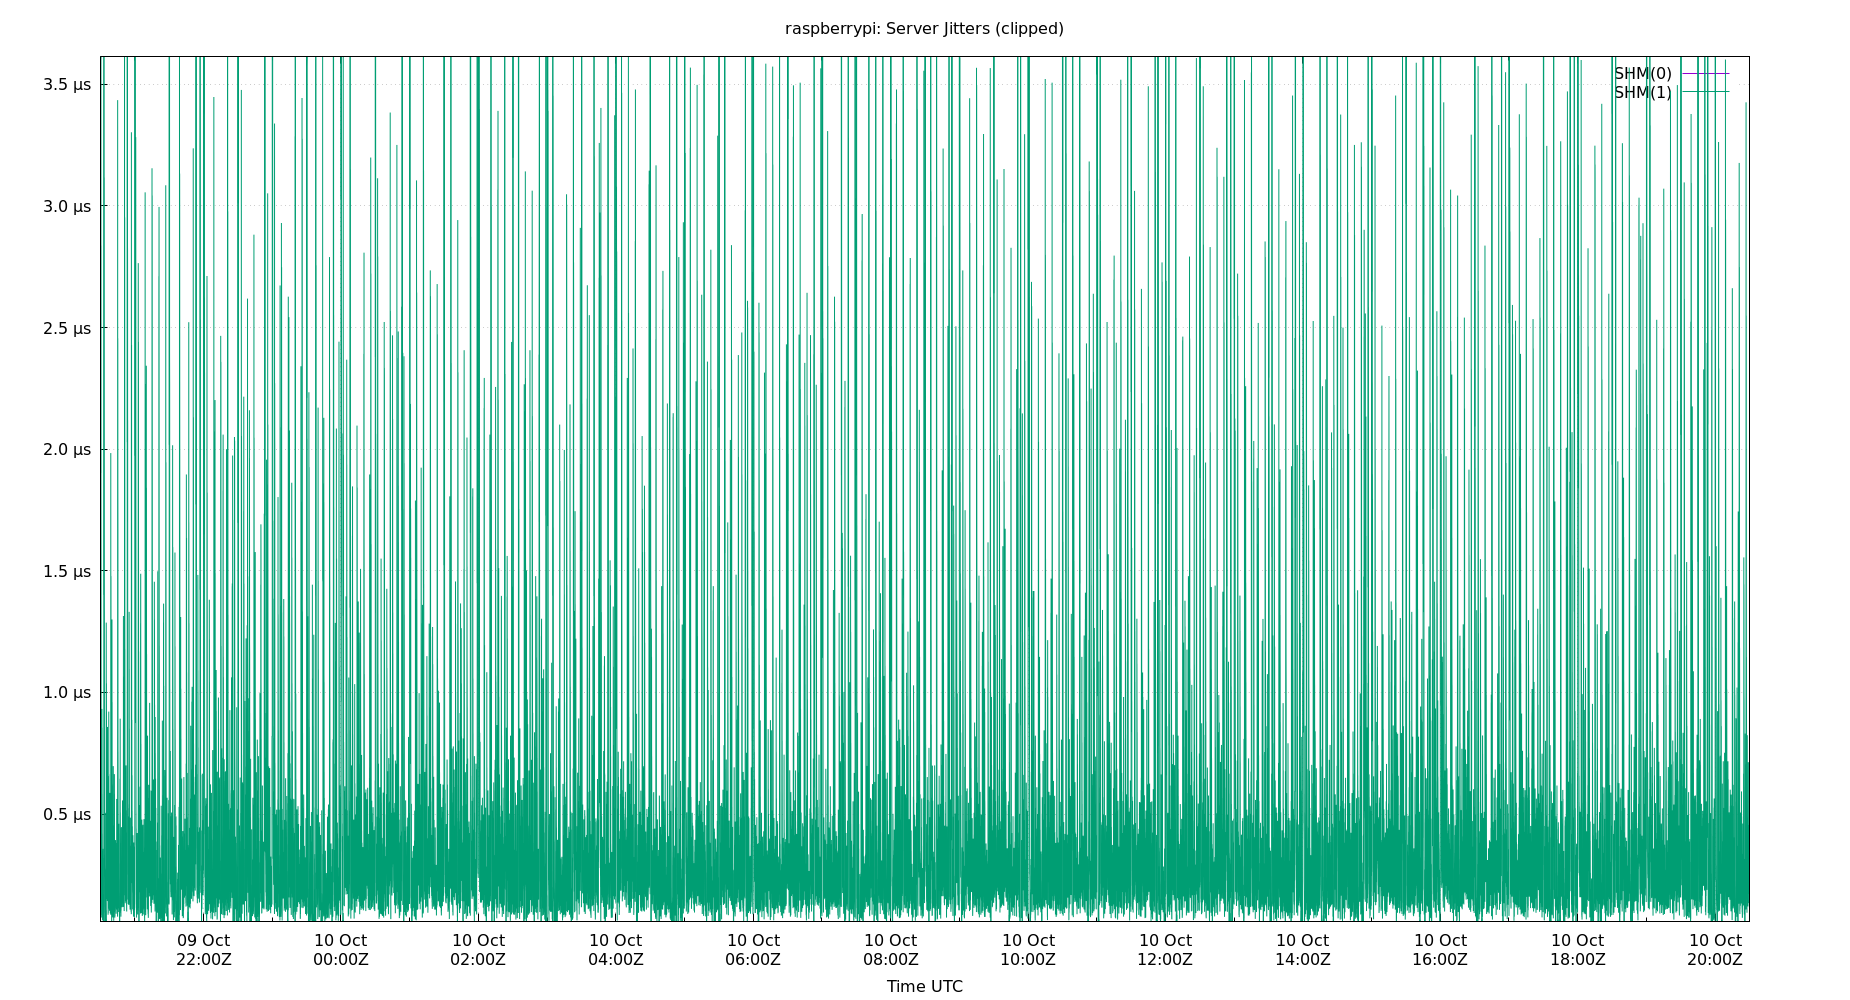 raspberrypi: Server Jitters (clipped)
SHM(0)
SHM(1)
3.5 μs
3.0 μs
2.5 μs
2.0 μs
1.5 μs
1.0 μs
0.5 μs
09 Oct 10 Oct 10 Oct 10 Oct 10 Oct 10 Oct 10 Oct 10 Oct 10 Oct 10 Oct 10 Oct 10 Oct
22:00Z 00:00Z 02:00Z 04:00Z 06:00Z 08:00Z 10:00Z 12:00Z 14:00Z 16:00Z 18:00Z 20:00Z
Time UTC